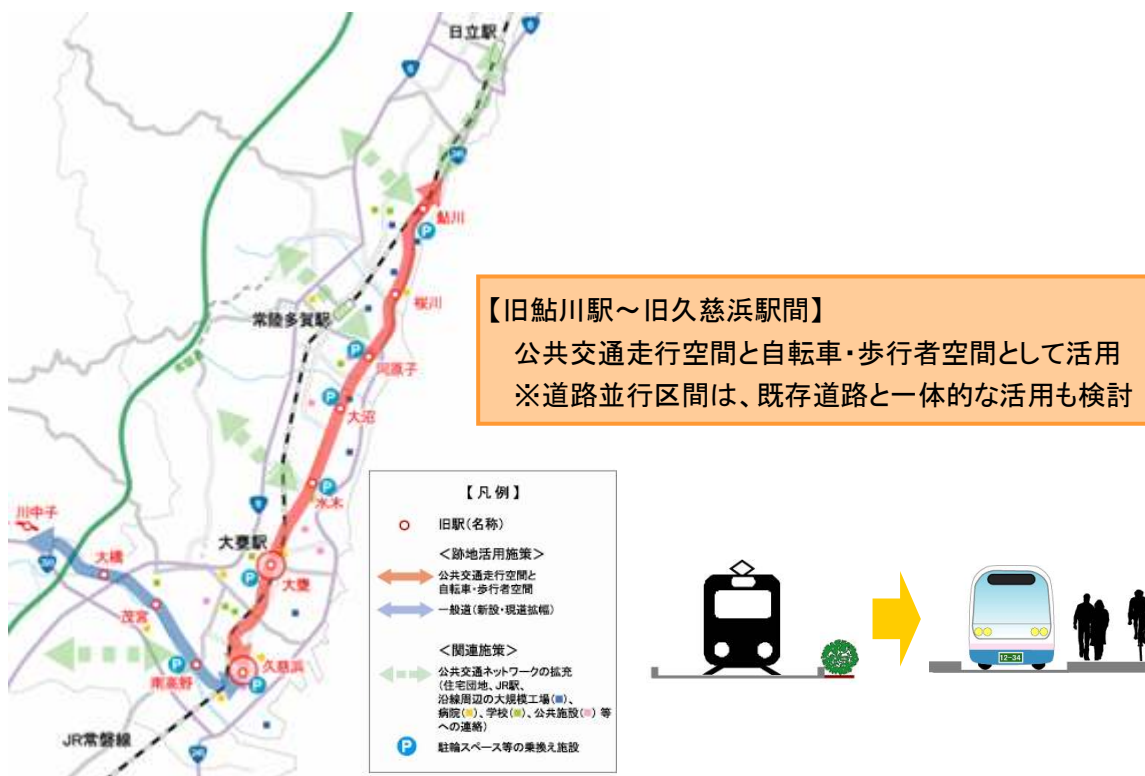 日立駅
6
6
245
鮎川
P
桜川
常陸多賀駅
P
河原子
P
大沼
P
水木
川中子
6
大甕駅
大橋
P
大甕
茂宮
P
久慈浜
南高野
P
JR常磐線
245
【旧鮎川駅～旧久慈浜駅間】
公共交通走行空間と自転車・歩行者空間として活用
※道路並行区間は、既存道路と一体的な活用も検討
【凡例】
旧駅(名称)
＜跡地活用施策＞
公共交通走行空間と
自転車・歩行者空間
一般道(新設・現道拡幅)
＜関連施策＞
公共交通ネットワークの拡充
(住宅団地、JR駅、
沿線周辺の大規模工場(■)、
病院(■)、学校(■)、公共施設(■)等
への連絡)
P 駐輪スペース等の乗換え施設
12-34